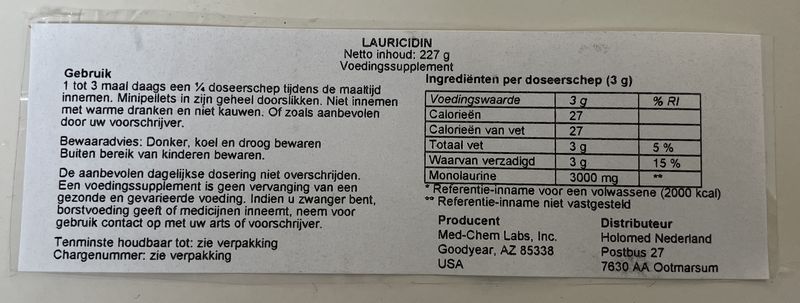 LAURICIDIN
Netto inhoud: 227 g
Voedingssupplement
Gebruik
1 tot 3 maal daags een ¼ doseerschep tijdens de maaltijd
innemen. Minipellets in zijn geheel doorslikken. Niet innemen
met warme dranken en niet kauwen. Of zoals aanbevolen
door uw voorschrijver.
Bewaaradvies: Donker, koel en droog bewaren
Buiten bereik van kinderen bewaren.
De aanbevolen dagelijkse dosering niet overschrijden.
Een voedingssupplement is geen vervanging van een
gezonde en gevarieerde voeding. Indien u zwanger bent,
borstvoeding geeft of medicijnen inneemt, neem voor
gebruik contact op met uw arts of voorschrijver.
Tenminste houdbaar tot: zie verpakking
Chargenummer: zie verpakking
Ingrediënten per doseerschep (3 g)
Voedingswaarde 3 g % RI
Calorieën 27
Calorieën van vet 27
Totaal vet 3 g 5 %
Waarvan verzadigd 3 g 15 %
Monolaurine 3000 mg **
* Referentie-inname voor een volwassene (2000 kcal)
** Referentie-inname niet vastgesteld
Producent
Med-Chem Labs, Inc.
Goodyear, AZ 85338
USA
Distributeur
Holomed Nederland
Postbus 27
7630 AA Ootmarsum